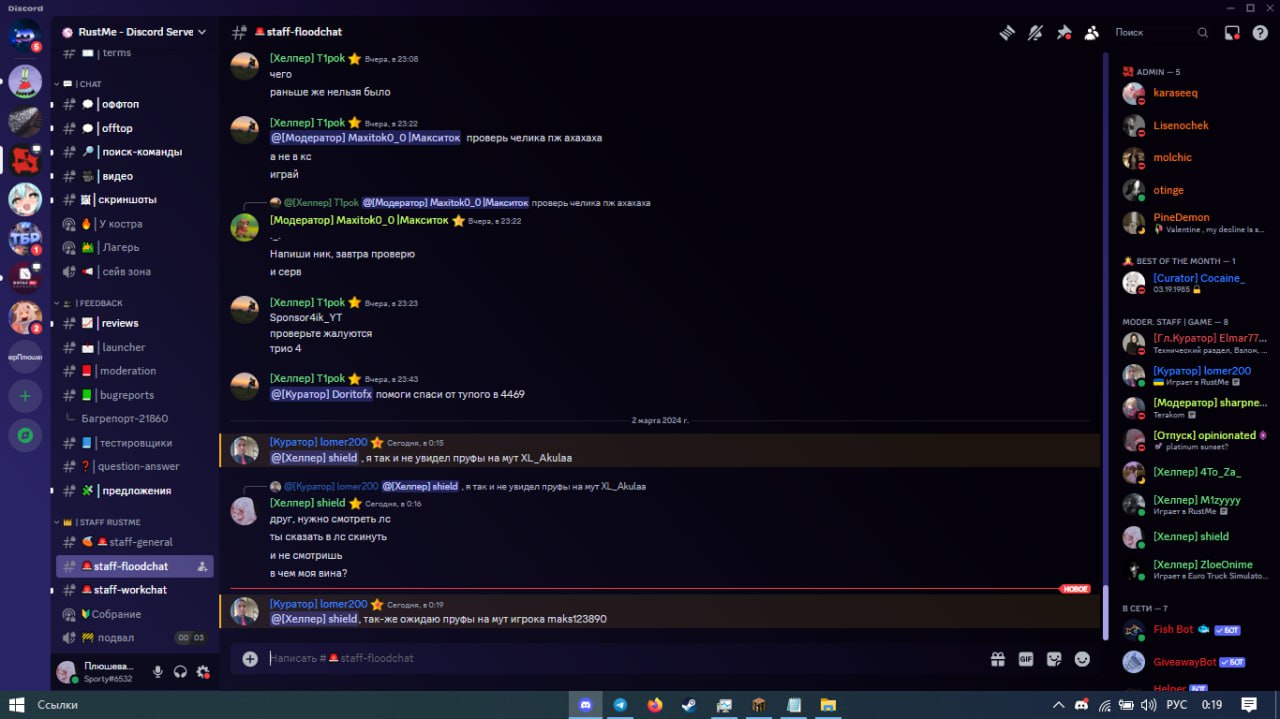 Discord
RustMe - Discord Serve
terms
| CHAT
| оффтоп
| offtop
| поиск-команды
| видео
| скриншоты
| У костра
| Лагерь
| сейв зона
| FEEDBACK
| reviews
| launcher
| moderation
| bugreports
Багрепорт-21860
| тестировщики
| question-answer
| предложения
| STAFF RUSTME
staff-general
staff-floodchat
staff-workchat
Собрание
подвал 00 03
Плюшева...
Sporty#6532
5
ТБР
1
2
ерПлюшев
staff-floodchat
Поиск
[Хелпер] T1pok Вчера, в 23:08
чего
раньше же нельзя было
[Хелпер] T1pok Вчера, в 23:22
@[Модератор] Maxitok0_0 |Макситок проверь челика пж ахахаха
а не в кс
играй
@[Хелпер] T1pok @[Модератор] Maxitok0_0 |Макситок проверь челика пж ахахаха
[Модератор] Maxitok0_0 |Макситок Вчера, в 23:22
._.
Напиши ник, завтра проверю
и серв
[Хелпер] T1pok Вчера, в 23:23
Sponsor4ik_YT
проверьте жалуются
трио 4
[Хелпер] T1pok Вчера, в 23:43
@[Куратор] Doritofx помоги спаси от тупого в 4469
2 марта 2024 г.
[Куратор] lomer200 Сегодня, в 0:15
@[Хелпер] shield , я так и не увидел пруфы на мут XL_Akulaa
@[Куратор] lomer200 @[Хелпер] shield , я так и не увидел пруфы на мут XL_Akulaa
[Хелпер] shield Сегодня, в 0:16
друг, нужно смотреть лс
ты сказать в лс скинуть
и не смотришь
в чем моя вина?
НОВОЕ
[Куратор] lomer200 Сегодня, в 0:19
@[Хелпер] shield, так-же ожидаю пруфы на мут игрока maks123890
Написать # staff-floodchat
GIF
ADMIN — 5
karaseeq
Lisenochek
molchic
otinge
PineDemon
Valentine , my decline is s...
BEST OF THE MONTH — 1
[Curator] Cocaine_
03.19.1985
MODER. STAFF | GAME — 8
[Гл.Куратор] Elmar77...
Технический раздел, Взлом, ...
[Куратор] lomer200
Играет в RustMe
[Модератор] sharpne...
Terakom
[Отпуск] opinionated
platinum sunset?
[Хелпер] 4To_Za_
[Хелпер] M1zyyyy
Играет в RustMe
[Хелпер] shield
[Хелпер] ZloeOnime
Играет в Euro Truck Simulato...
В СЕТИ — 7
Fish Bot БОТ
GiveawayBot БОТ
Helper БОТ
Ссылки
РУС
0:19